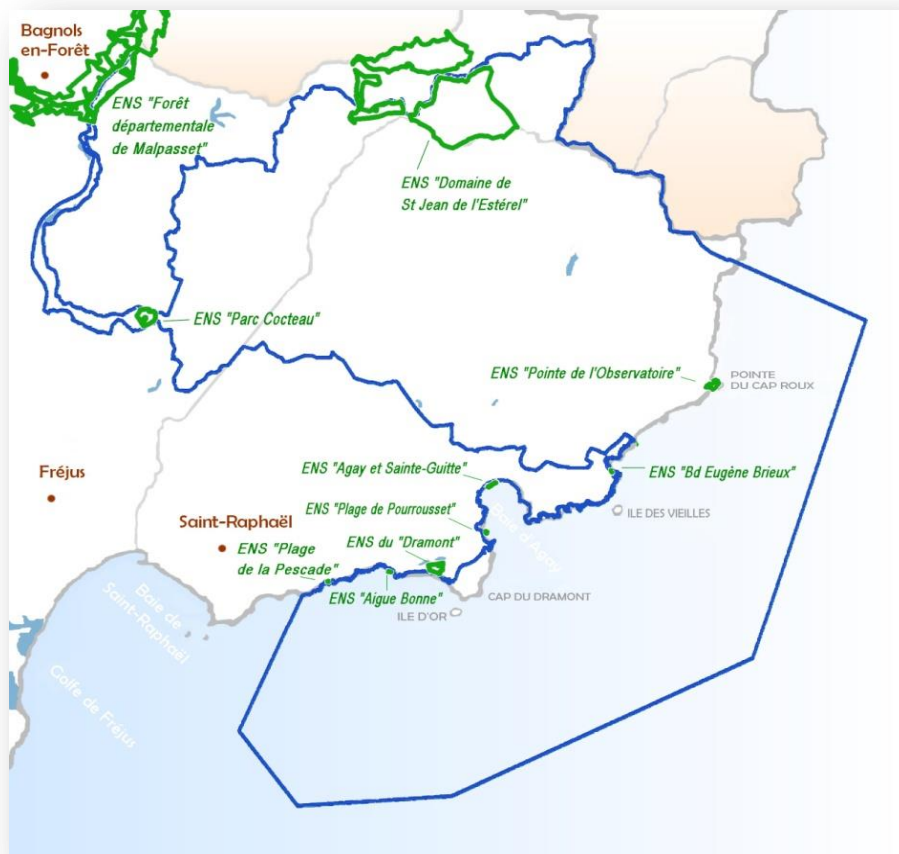 Bagnols
en-Forêt
ENS "Forêt
départementale
de Malpasset"
ENS "Domaine de
St Jean de l'Estérel"
ENS "Parc Cocteau"
ENS "Pointe de l'Observatoire"
POINTE
DU CAP ROUX
Fréjus
ENS "Agay et Sainte-Guitte"
ENS "Bd Eugène Brieux"
Saint-Raphaël
ENS "Plage de Pourrousset"
Baie d'Agay
ILE DES VIEILLES
ENS "Plage
de la Pescade"
ENS du "Dramont"
ENS "Aigue Bonne"
CAP DU DRAMONT
ILE D'OR
Baie de
Saint-Raphaël
Golfe de Fréjus